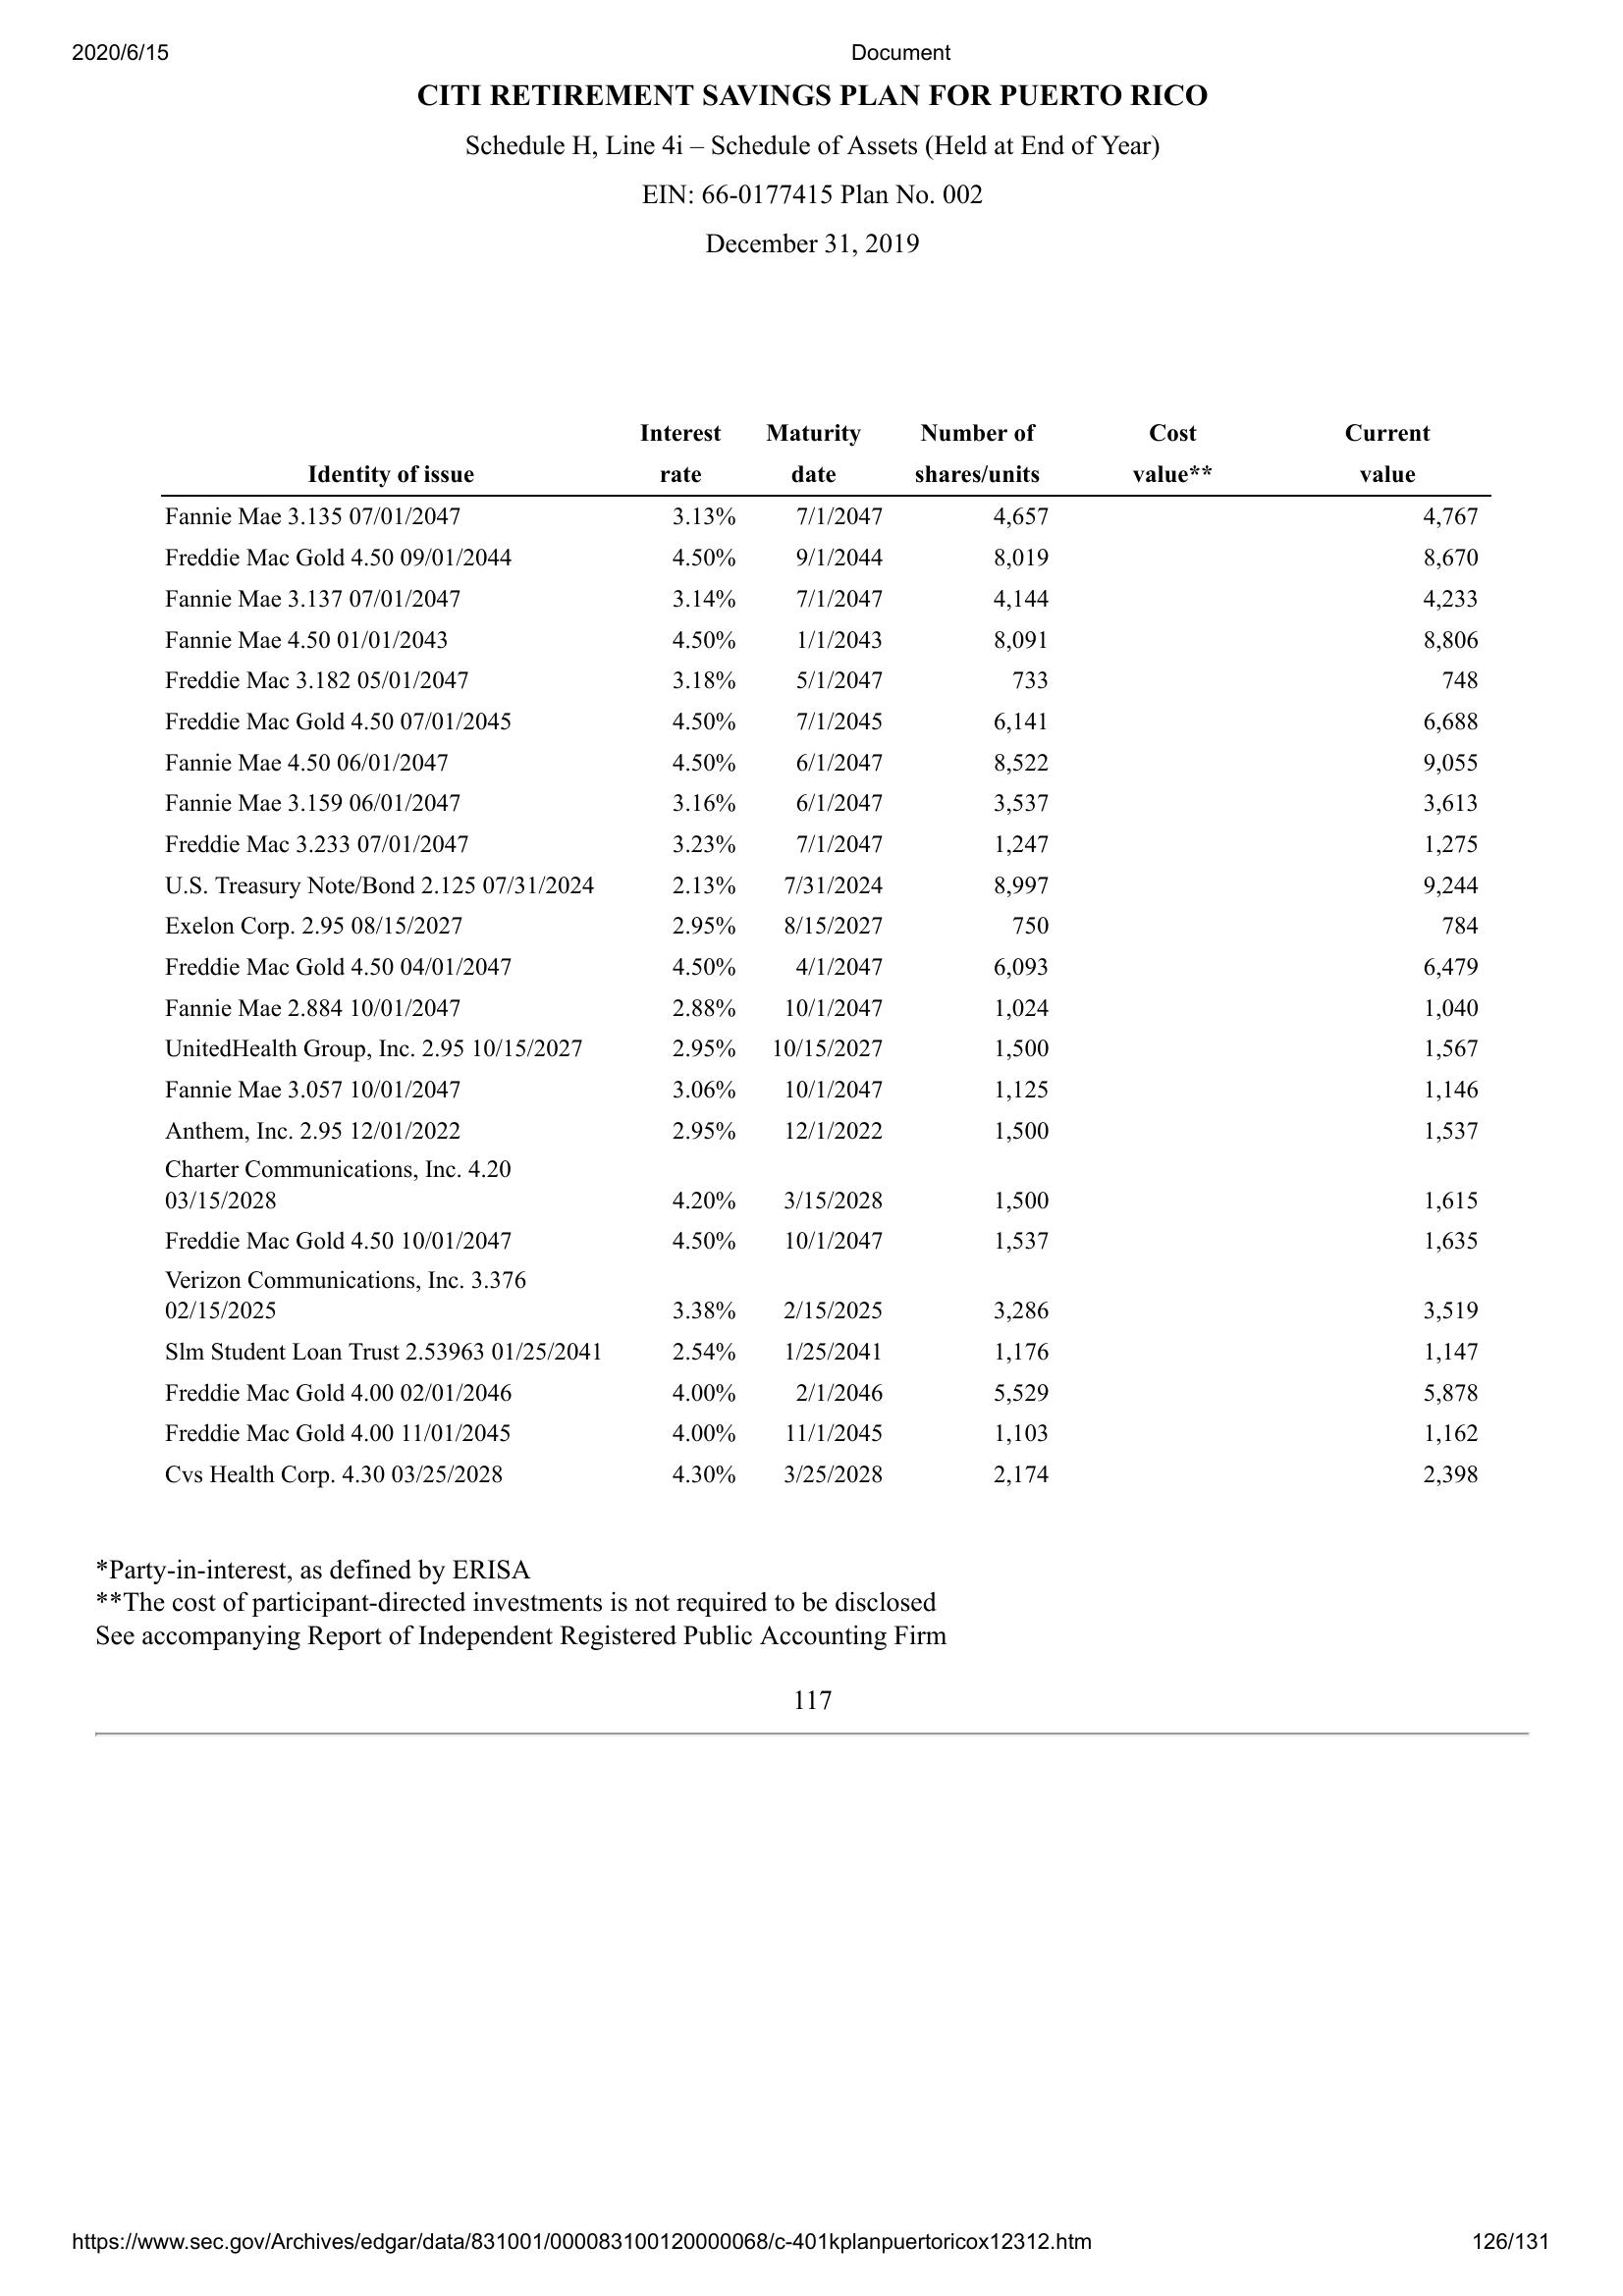 2020/6/15 Document
CITI RETIREMENT SAVINGS PLAN FOR PUERTO RICO
Schedule H, Line 4i – Schedule of Assets (Held at End of Year)
EIN: 66-0177415 Plan No. 002
December 31, 2019
Interest Maturity Number of Cost Current
Identity of issue rate date shares/units value** value
Fannie Mae 3.135 07/01/2047 3.13% 7/1/2047 4,657 4,767
Freddie Mac Gold 4.50 09/01/2044 4.50% 9/1/2044 8,019 8,670
Fannie Mae 3.137 07/01/2047 3.14% 7/1/2047 4,144 4,233
Fannie Mae 4.50 01/01/2043 4.50% 1/1/2043 8,091 8,806
Freddie Mac 3.182 05/01/2047 3.18% 5/1/2047 733 748
Freddie Mac Gold 4.50 07/01/2045 4.50% 7/1/2045 6,141 6,688
Fannie Mae 4.50 06/01/2047 4.50% 6/1/2047 8,522 9,055
Fannie Mae 3.159 06/01/2047 3.16% 6/1/2047 3,537 3,613
Freddie Mac 3.233 07/01/2047 3.23% 7/1/2047 1,247 1,275
U.S. Treasury Note/Bond 2.125 07/31/2024 2.13% 7/31/2024 8,997 9,244
Exelon Corp. 2.95 08/15/2027 2.95% 8/15/2027 750 784
Freddie Mac Gold 4.50 04/01/2047 4.50% 4/1/2047 6,093 6,479
Fannie Mae 2.884 10/01/2047 2.88% 10/1/2047 1,024 1,040
UnitedHealth Group, Inc. 2.95 10/15/2027 2.95% 10/15/2027 1,500 1,567
Fannie Mae 3.057 10/01/2047 3.06% 10/1/2047 1,125 1,146
Anthem, Inc. 2.95 12/01/2022 2.95% 12/1/2022 1,500 1,537
Charter Communications, Inc. 4.20
03/15/2028 4.20% 3/15/2028 1,500 1,615
Freddie Mac Gold 4.50 10/01/2047 4.50% 10/1/2047 1,537 1,635
Verizon Communications, Inc. 3.376
02/15/2025 3.38% 2/15/2025 3,286 3,519
Slm Student Loan Trust 2.53963 01/25/2041 2.54% 1/25/2041 1,176 1,147
Freddie Mac Gold 4.00 02/01/2046 4.00% 2/1/2046 5,529 5,878
Freddie Mac Gold 4.00 11/01/2045 4.00% 11/1/2045 1,103 1,162
Cvs Health Corp. 4.30 03/25/2028 4.30% 3/25/2028 2,174 2,398
*Party-in-interest, as defined by ERISA
**The cost of participant-directed investments is not required to be disclosed
See accompanying Report of Independent Registered Public Accounting Firm
117
https://www.sec.gov/Archives/edgar/data/831001/000083100120000068/c-401kplanpuertoricox12312.htm 126/131